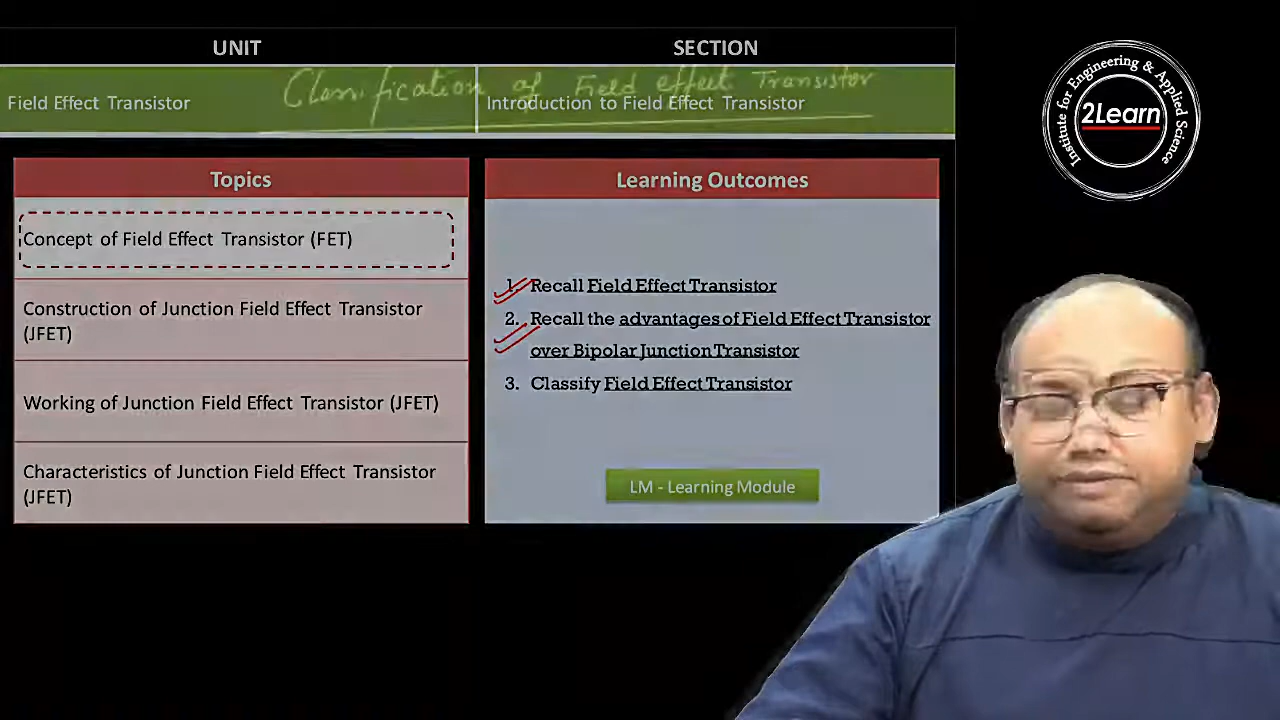 UNIT
SECTION
Classification of Field effect Transistor
Field Effect Transistor
Introduction to Field Effect Transistor
Topics
Concept of Field Effect Transistor (FET)
Construction of Junction Field Effect Transistor
(JFET)
Working of Junction Field Effect Transistor (JFET)
Characteristics of Junction Field Effect Transistor
(JFET)
Learning Outcomes
1. Recall Field Effect Transistor
2. Recall the advantages of Field Effect Transistor
over Bipolar Junction Transistor
3. Classify Field Effect Transistor
LM - Learning Module
Institute for Engineering & Applied Science
2Learn